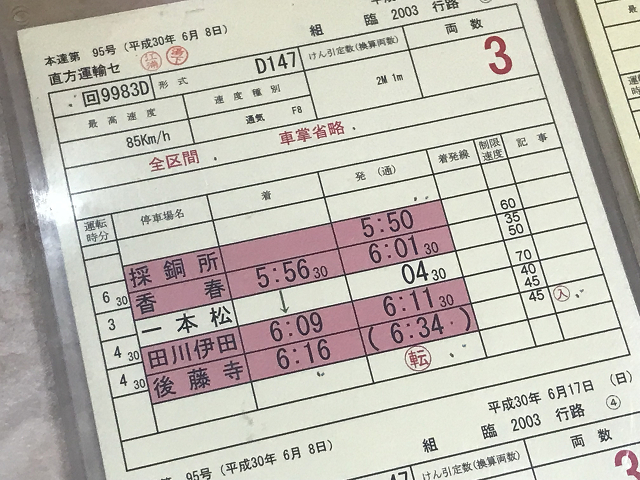 本達第 95号 (平成30年 6月 8日)
組 臨 2003 行路
直方運輸セ
回9983D 形式 D147 けん引定数(換算両数) 両数
2M 1m 3
最高速度 速度種別
85Km/h 通気 F8
全区間 車掌省略
運転時分 停車場名 着 発 (通) 着発線 制限速度 記事
採銅所 5:50 60
35
6 30 香春 5:56 30 6:01 30 50
3 一本松 ↓ 04 30 70
40
4 30 田川伊田 6:09 6:11 30 45
4 30 後藤寺 6:16 (6:34) 45 入
転
平成30年 6月17日 (日)
本達第 95号 (平成30年 6月 8日)
組 臨 2003 行路 ④
けん引定数(換算両数) 両数
3